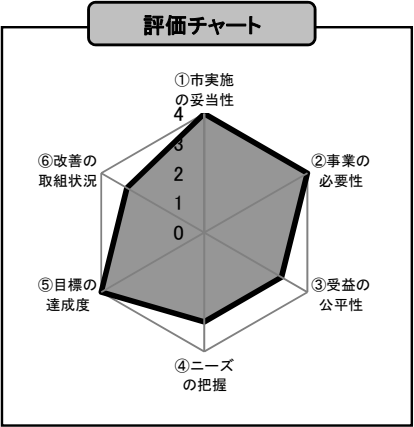 評価チャート
①市実施
の妥当性
4
3
2
1
0
②事業の
必要性
③受益の
公平性
④ニーズ
の把握
⑤目標の
達成度
⑥改善の
取組状況